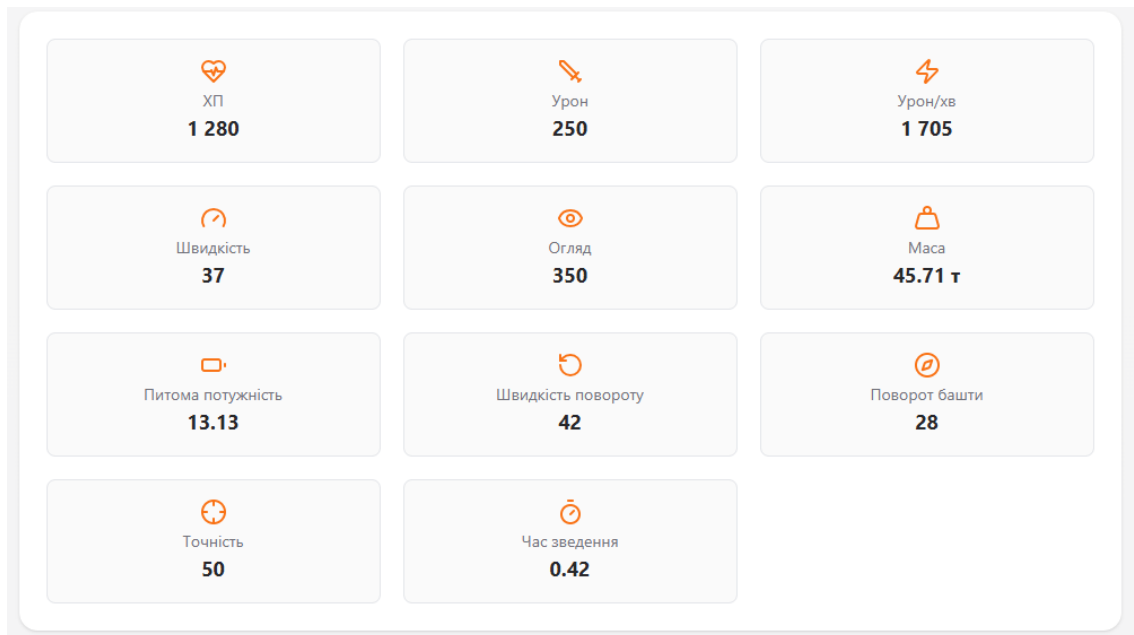 ХП
1 280
Урон
250
Урон/хв
1 705
Швидкість
37
Огляд
350
Маса
45.71 т
Питома потужність
13.13
Швидкість повороту
42
Поворот башти
28
Точність
50
Час зведення
0.42